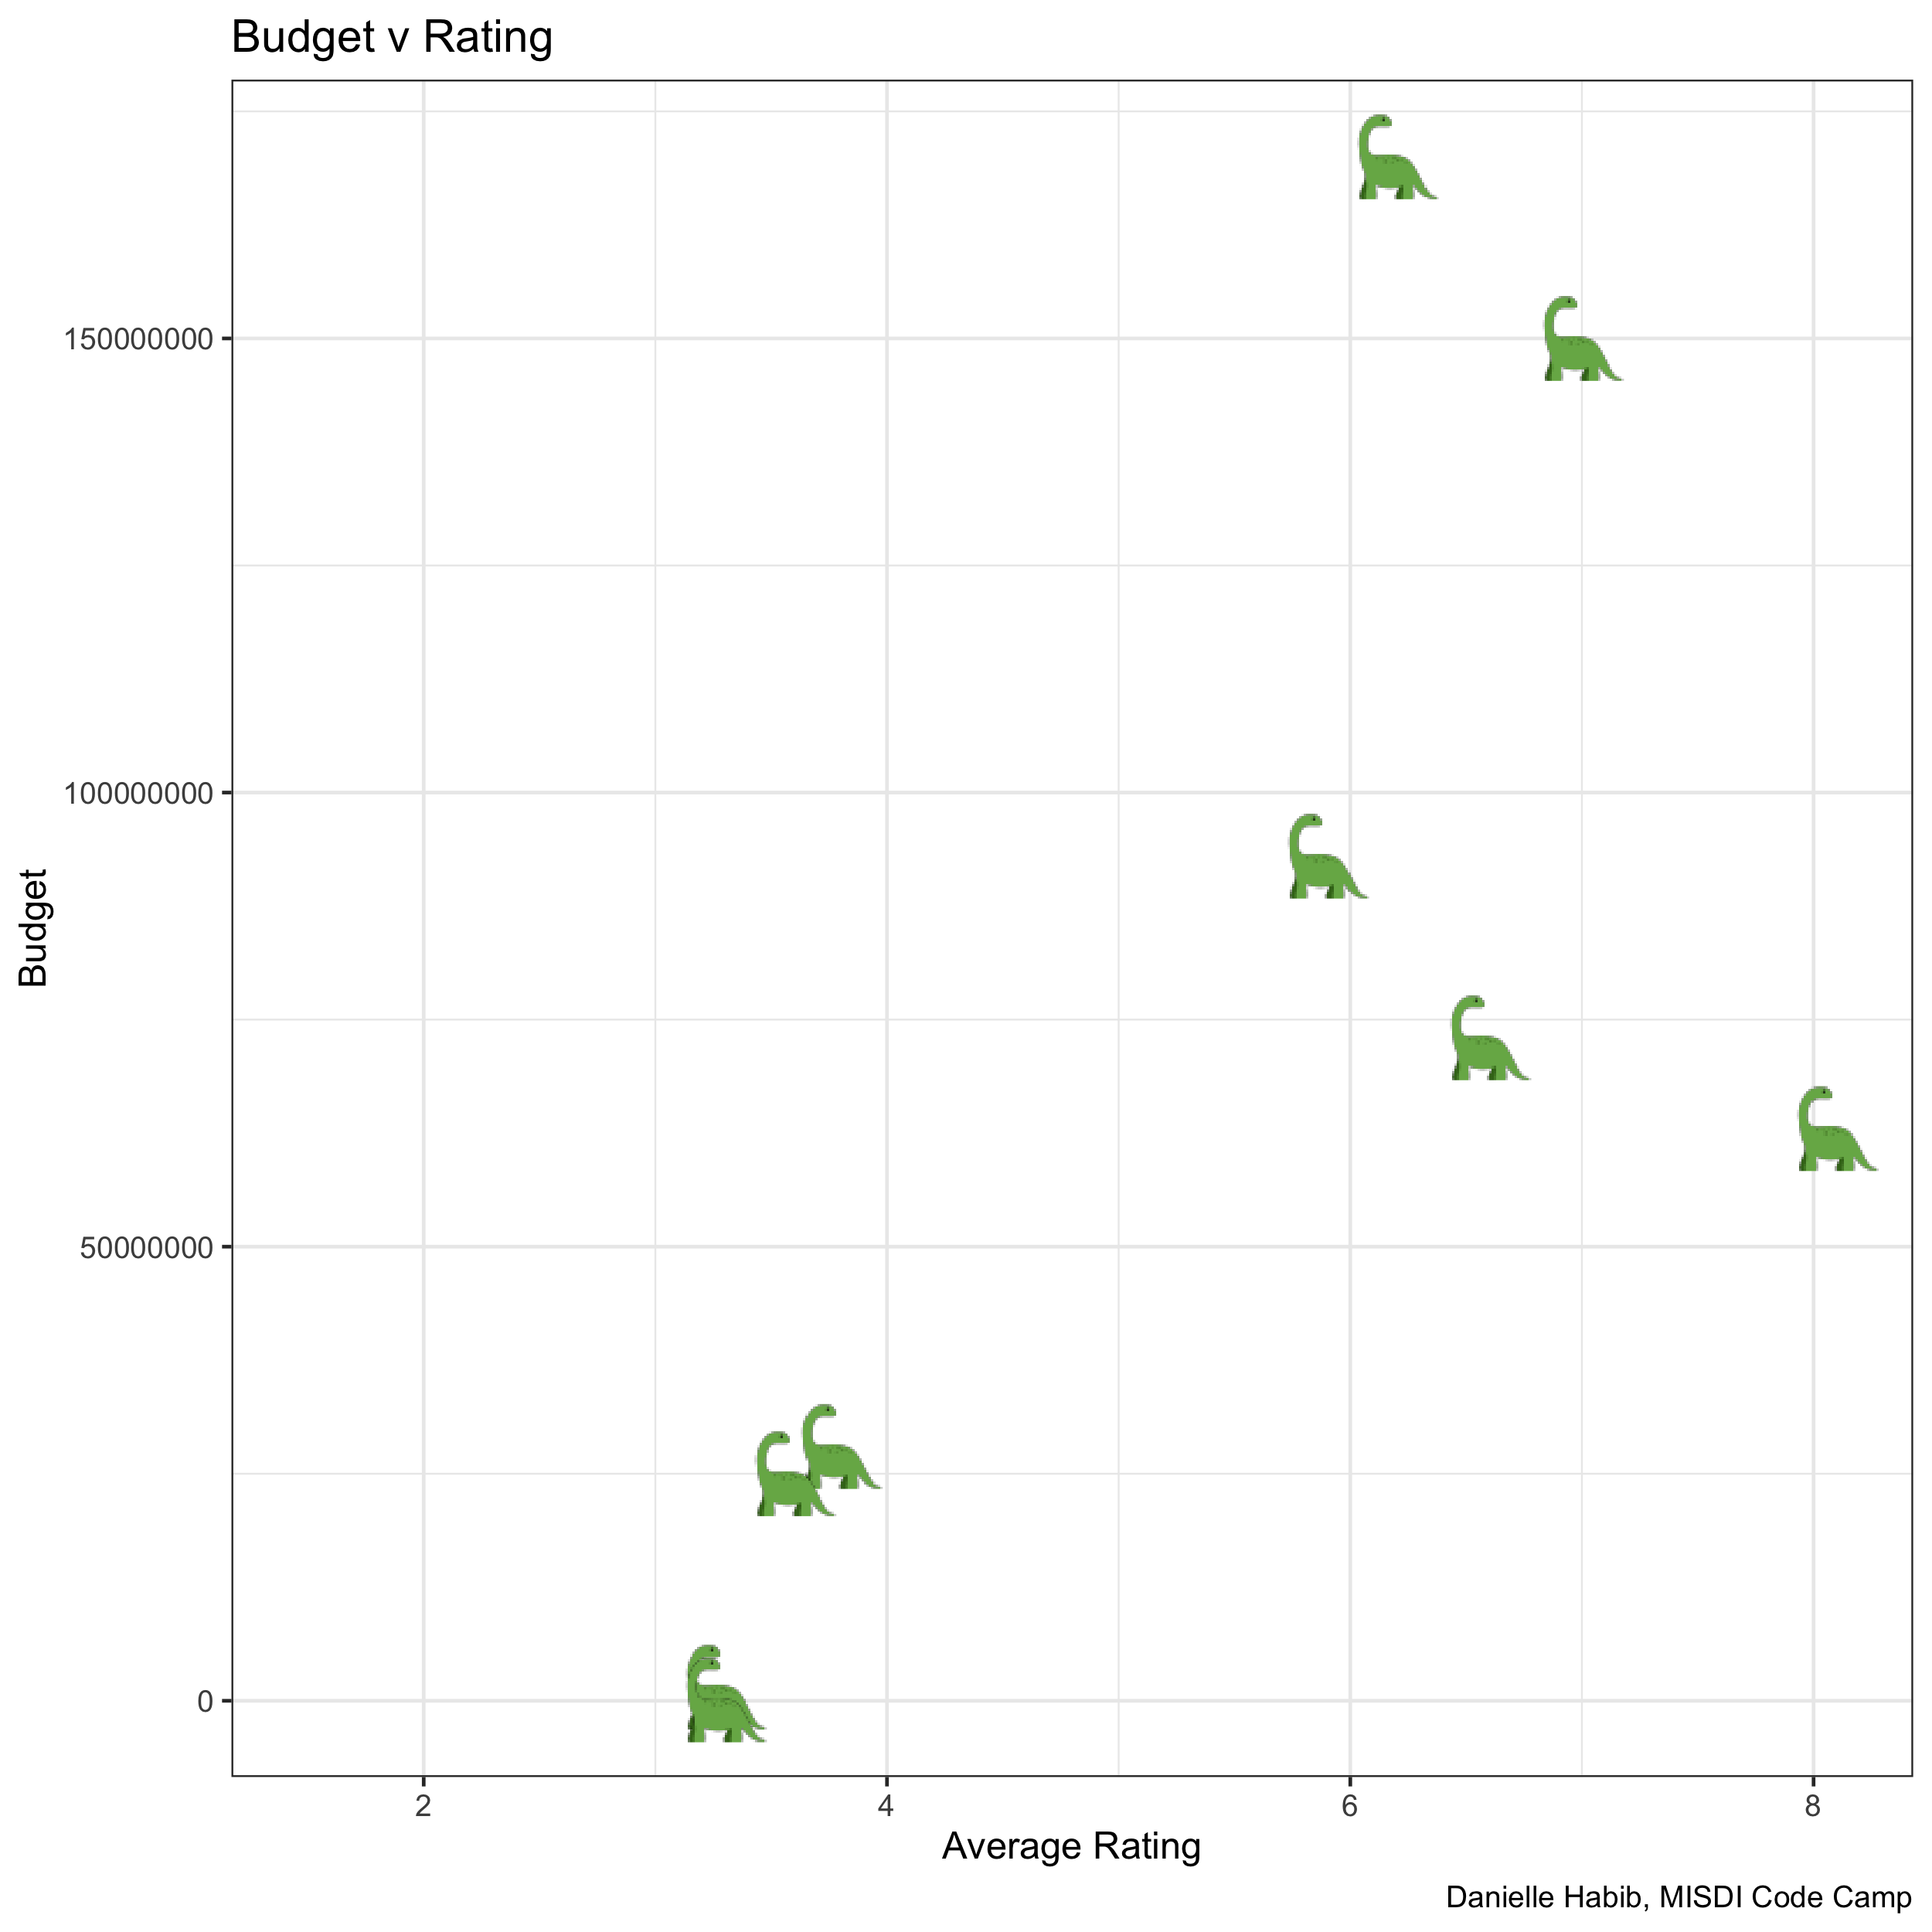 Budget v Rating
150000000
100000000
50000000
0
Budget
2 4 6 8
Average Rating
Danielle Habib, MISDI Code Camp